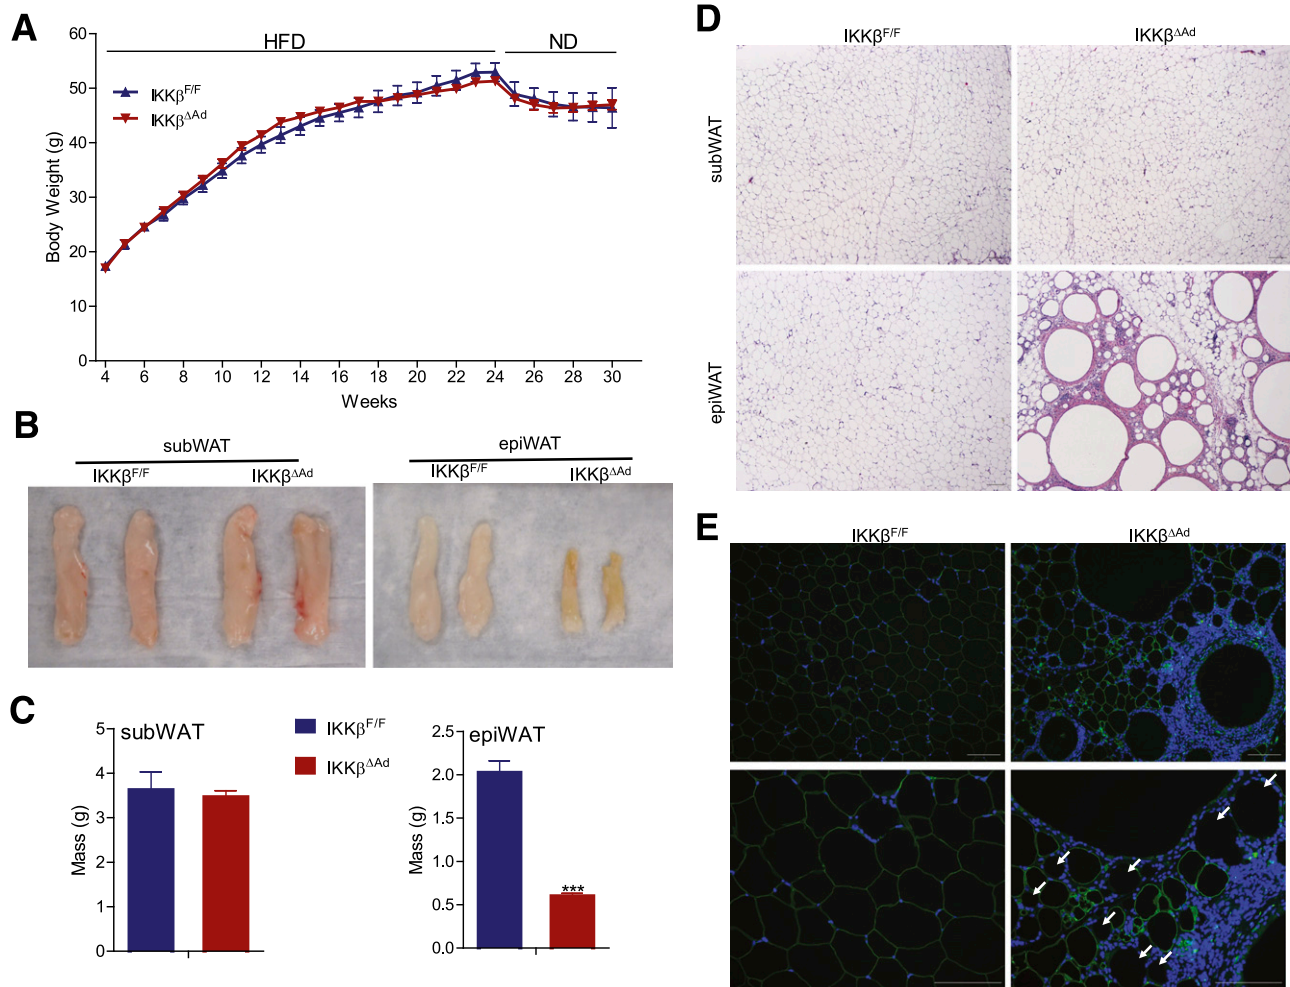 A
HFD
ND
IKKβF/F
IKKβΔAd
Body Weight (g)
60
50
40
30
20
10
0
4 6 8 10 12 14 16 18 20 22 24 26 28 30
Weeks
B
subWAT
epiWAT
IKKβF/F
IKKβΔAd
IKKβF/F
IKKβΔAd
C
subWAT
Mass (g)
5
4
3
2
1
0
IKKβF/F
IKKβΔAd
epiWAT
Mass (g)
2.5
2.0
1.5
1.0
0.5
0.0
***
D
IKKβF/F
IKKβΔAd
subWAT
epiWAT
E
IKKβF/F
IKKβΔAd